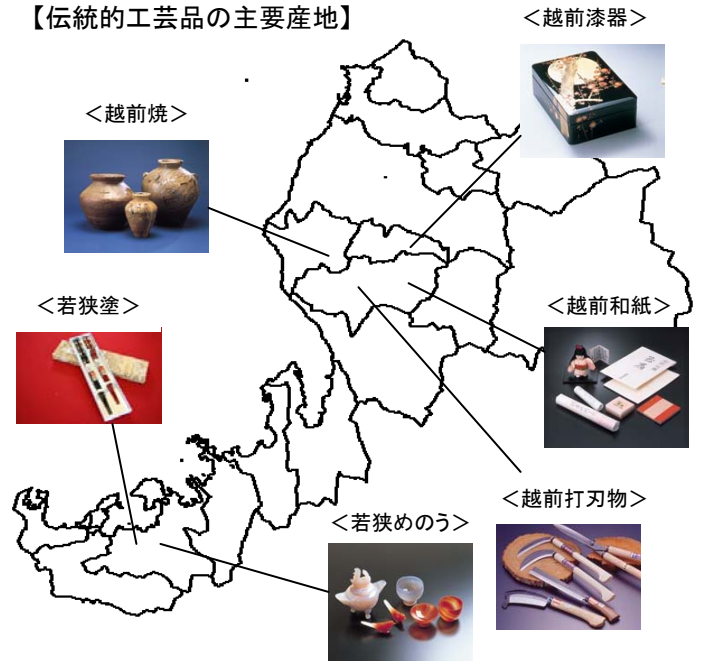 【伝統的工芸品の主要産地】
＜越前漆器＞
＜越前焼＞
＜若狭塗＞
＜越前和紙＞
＜越前打刃物＞
＜若狭めのう＞